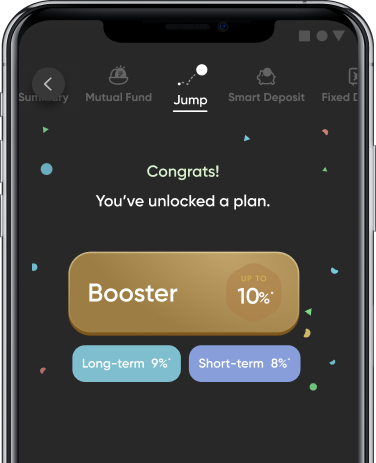 Summary Mutual Fund Jump Smart Deposit Fixed D
Congrats!
You've unlocked a plan.
Booster
UP TO
10%*
Long-term 9%* Short-term 8%*